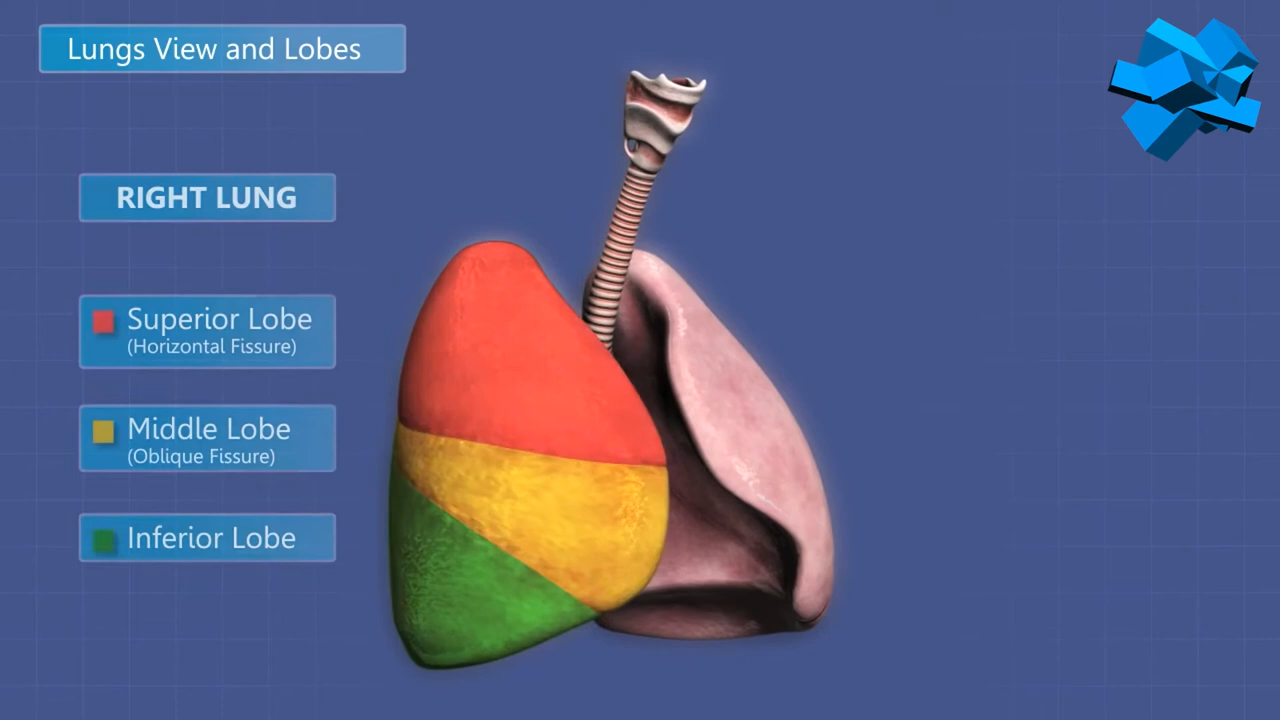 Lungs View and Lobes
RIGHT LUNG
Superior Lobe
(Horizontal Fissure)
Middle Lobe
(Oblique Fissure)
Inferior Lobe